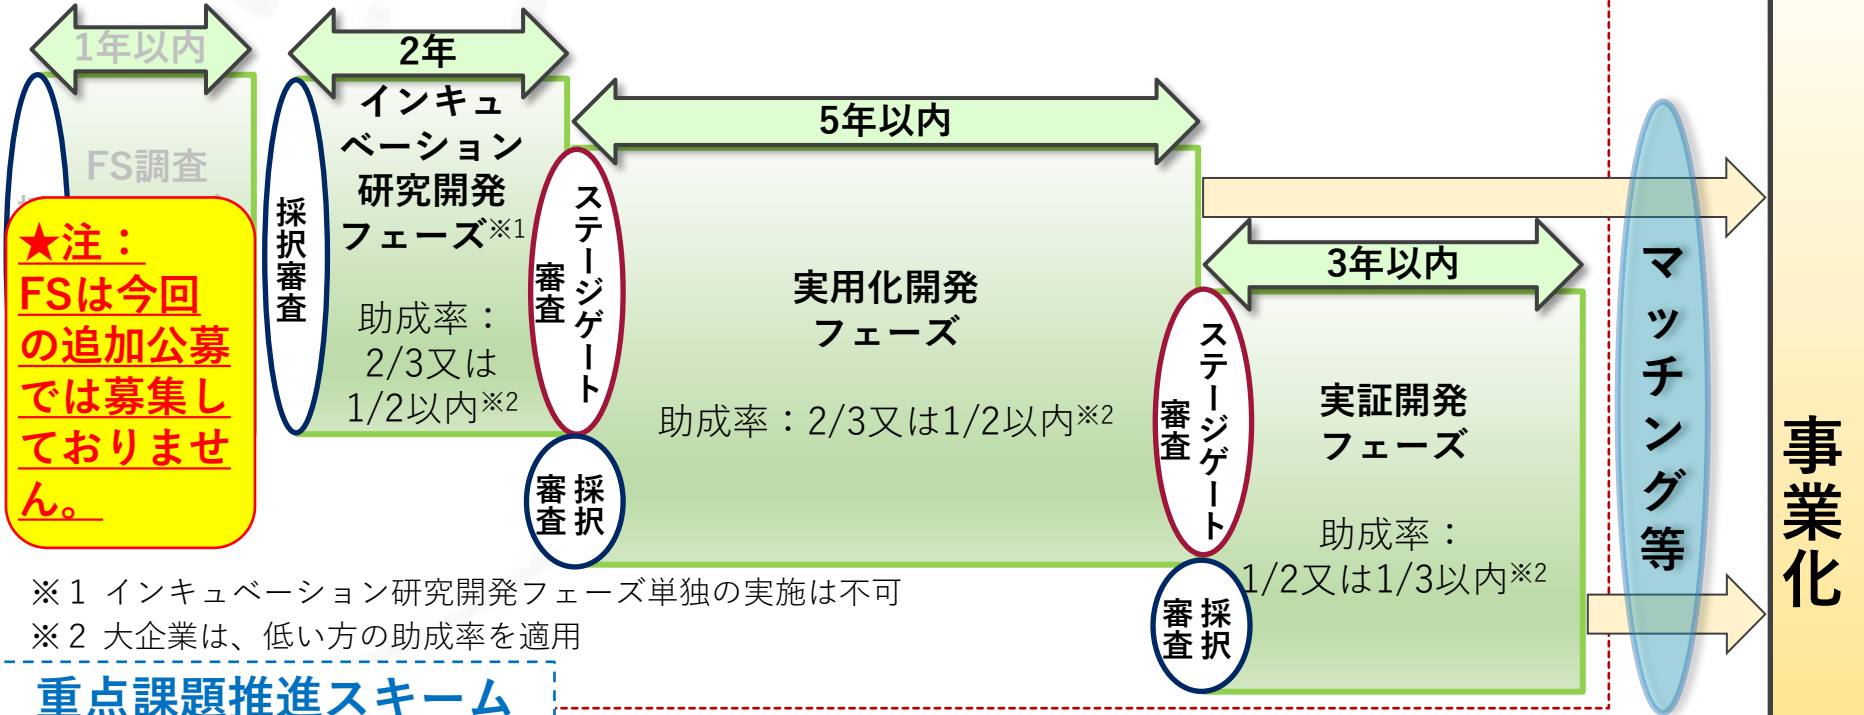 1年以内
FS調査
★注：
FSは今回
の追加公募
では募集し
ておりませ
ん。
2年
採択審査
インキュ
ベーション
研究開発
フェーズ※1
助成率：
2/3又は
1/2以内※2
ステージゲート
審査
採択
審査
5年以内
実用化開発
フェーズ
助成率：2/3又は1/2以内※2
ステージゲート
審査
採択
審査
3年以内
実証開発
フェーズ
助成率：
1/2又は1/3以内※2
マッチング等
事業化
※１ インキュベーション研究開発フェーズ単独の実施は不可
※２ 大企業は、低い方の助成率を適用
重点課題推進スキーム